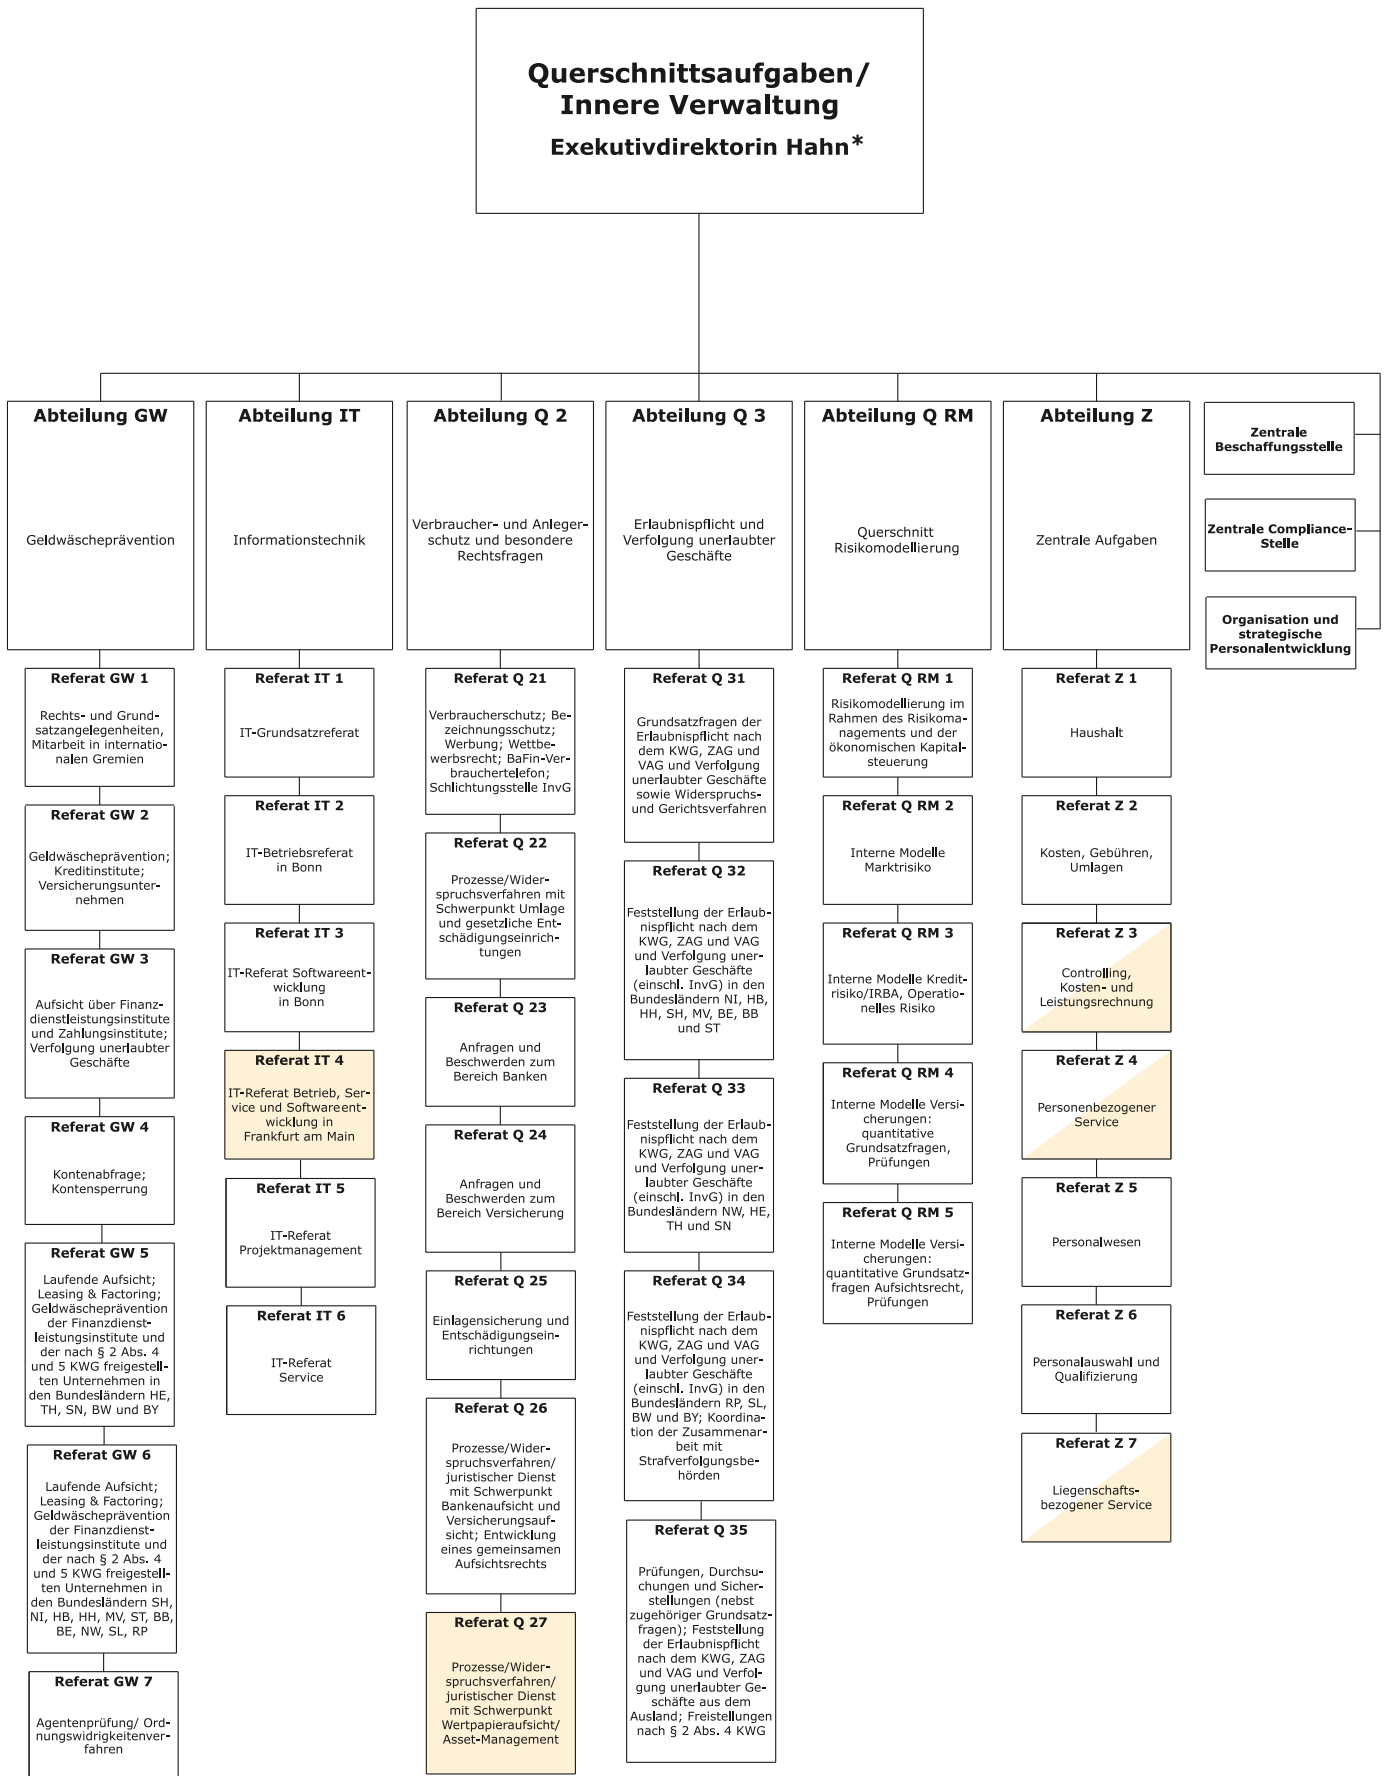 Querschnittsaufgaben/
Innere Verwaltung
Exekutivdirektorin Hahn*
Abteilung GW
Geldwäscheprävention
Referat GW 1
Rechts- und Grund-
satzangelegenheiten,
Mitarbeit in internatio-
nalen Gremien
Referat GW 2
Geldwäscheprävention;
Kreditinstitute;
Versicherungsunter-
nehmen
Referat GW 3
Aufsicht über Finanz-
dienstleistungsinstitute
und Zahlungsinstitute;
Verfolgung unerlaubter
Geschäfte
Referat GW 4
Kontenabfrage;
Kontensperrung
Referat GW 5
Laufende Aufsicht;
Leasing & Factoring;
Geldwäscheprävention
der Finanzdienst-
leistungsinstitute und
der nach § 2 Abs. 4
und 5 KWG freigestell-
ten Unternehmen in
den Bundesländern HE,
TH, SN, BW und BY
Referat GW 6
Laufende Aufsicht;
Leasing & Factoring;
Geldwäscheprävention
der Finanzdienst-
leistungsinstitute und
der nach § 2 Abs. 4
und 5 KWG freigestell-
ten Unternehmen in
den Bundesländern SH,
NI, HB, HH, MV, ST, BB,
BE, NW, SL, RP
Referat GW 7
Agentenprüfung/ Ord-
nungswidrigkeitenver-
fahren
Abteilung IT
Informationstechnik
Referat IT 1
IT-Grundsatzreferat
Referat IT 2
IT-Betriebsreferat
in Bonn
Referat IT 3
IT-Referat Softwareent-
wicklung
in Bonn
Referat IT 4
IT-Referat Betrieb, Ser-
vice und Softwareent-
wicklung in
Frankfurt am Main
Referat IT 5
IT-Referat
Projektmanagement
Referat IT 6
IT-Referat
Service
Abteilung Q 2
Verbraucher- und Anleger-
schutz und besondere
Rechtsfragen
Referat Q 21
Verbraucherschutz; Be-
zeichnungsschutz;
Werbung; Wettbe-
werbsrecht; BaFin-Ver-
brauchertelefon;
Schlichtungsstelle InvG
Referat Q 22
Prozesse/Wider-
spruchsverfahren mit
Schwerpunkt Umlage
und gesetzliche Ent-
schädigungseinrich-
tungen
Referat Q 23
Anfragen und
Beschwerden zum
Bereich Banken
Referat Q 24
Anfragen und
Beschwerden zum
Bereich Versicherung
Referat Q 25
Einlagensicherung und
Entschädigungsein-
richtungen
Referat Q 26
Prozesse/Wider-
spruchsverfahren/
juristischer Dienst
mit Schwerpunkt
Bankenaufsicht und
Versicherungsauf-
sicht; Entwicklung
eines gemeinsamen
Aufsichtsrechts
Referat Q 27
Prozesse/Wider-
spruchsverfahren/
juristischer Dienst
mit Schwerpunkt
Wertpapieraufsicht/
Asset-Management
Abteilung Q 3
Erlaubnispflicht und
Verfolgung unerlaubter
Geschäfte
Referat Q 31
Grundsatzfragen der
Erlaubnispflicht nach
dem KWG, ZAG und
VAG und Verfolgung
unerlaubter Geschäfte
sowie Widerspruchs-
und Gerichtsverfahren
Referat Q 32
Feststellung der Erlaub-
nispflicht nach dem
KWG, ZAG und VAG
und Verfolgung uner-
laubter Geschäfte
(einschl. InvG) in den
Bundesländern NI, HB,
HH, SH, MV, BE, BB
und ST
Referat Q 33
Feststellung der Erlaub-
nispflicht nach dem
KWG, ZAG und VAG
und Verfolgung uner-
laubter Geschäfte
(einschl. InvG) in den
Bundesländern NW, HE,
TH und SN
Referat Q 34
Feststellung der Erlaub-
nispflicht nach dem
KWG, ZAG und VAG
und Verfolgung uner-
laubter Geschäfte
(einschl. InvG) in den
Bundesländern RP, SL,
BW und BY; Koordina-
tion der Zusammenar-
beit mit
Strafverfolgungsbe-
hörden
Referat Q 35
Prüfungen, Durchsu-
chungen und Sicher-
stellungen (nebst
zugehöriger Grundsatz-
fragen); Feststellung
der Erlaubnispflicht
nach dem KWG, ZAG
und VAG und Verfol-
gung unerlaubter Ge-
schäfte aus dem
Ausland; Freistellungen
nach § 2 Abs. 4 KWG
Abteilung Q RM
Querschnitt
Risikomodellierung
Referat Q RM 1
Risikomodellierung im
Rahmen des Risikoma-
nagements und der
ökonomischen Kapital-
steuerung
Referat Q RM 2
Interne Modelle
Marktrisiko
Referat Q RM 3
Interne Modelle Kredit-
risiko/IRBA, Operatio-
nelles Risiko
Referat Q RM 4
Interne Modelle Versi-
cherungen:
quantitative
Grundsatzfragen,
Prüfungen
Referat Q RM 5
Interne Modelle Versi-
cherungen:
quantitative Grundsatz-
fragen Aufsichtsrecht,
Prüfungen
Abteilung Z
Zentrale Aufgaben
Referat Z 1
Haushalt
Referat Z 2
Kosten, Gebühren,
Umlagen
Referat Z 3
Controlling,
Kosten- und
Leistungsrechnung
Referat Z 4
Personenbezogener
Service
Referat Z 5
Personalwesen
Referat Z 6
Personalauswahl und
Qualifizierung
Referat Z 7
Liegenschafts-
bezogener Service
Zentrale
Beschaffungsstelle
Zentrale Compliance-
Stelle
Organisation und
strategische
Personalentwicklung